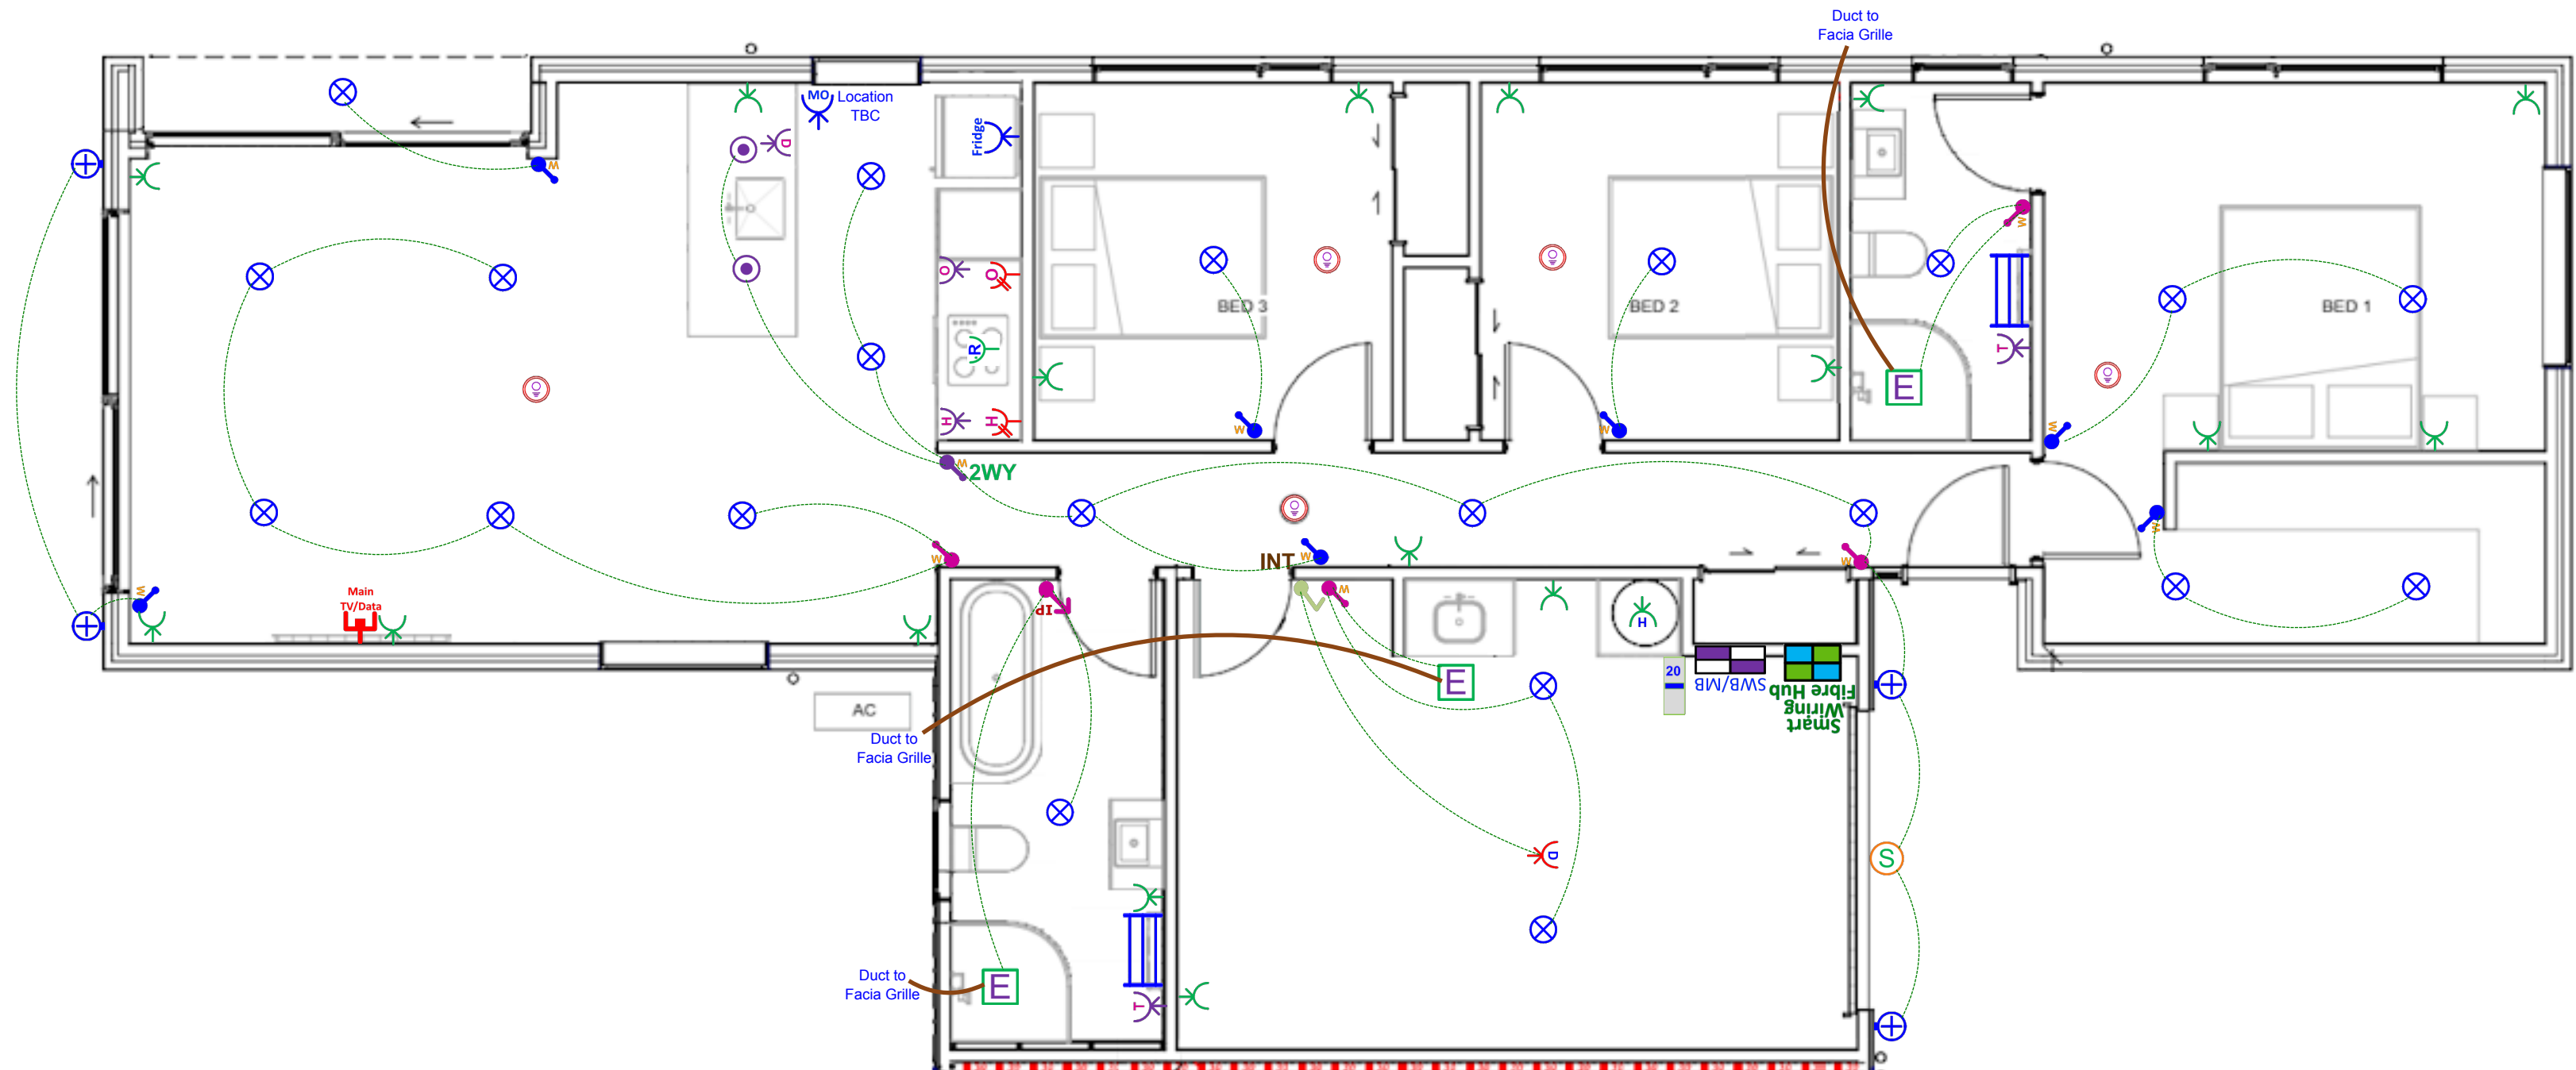 Duct to
Facia Grille
MO
Location
TBC
W
D
Fridge
O
O
R
H
H
W
2WY
BED 3
W
BED 2
W
W
T
E
BED 1
W
W
W
W
INT
W
W
W
Main
TV/Data
IP
W
H
E
20
SWB/MB
Fibre Hub
Wiring
Smart
AC
Duct to
Facia Grille
D
S
Duct to
Facia Grille
E
T